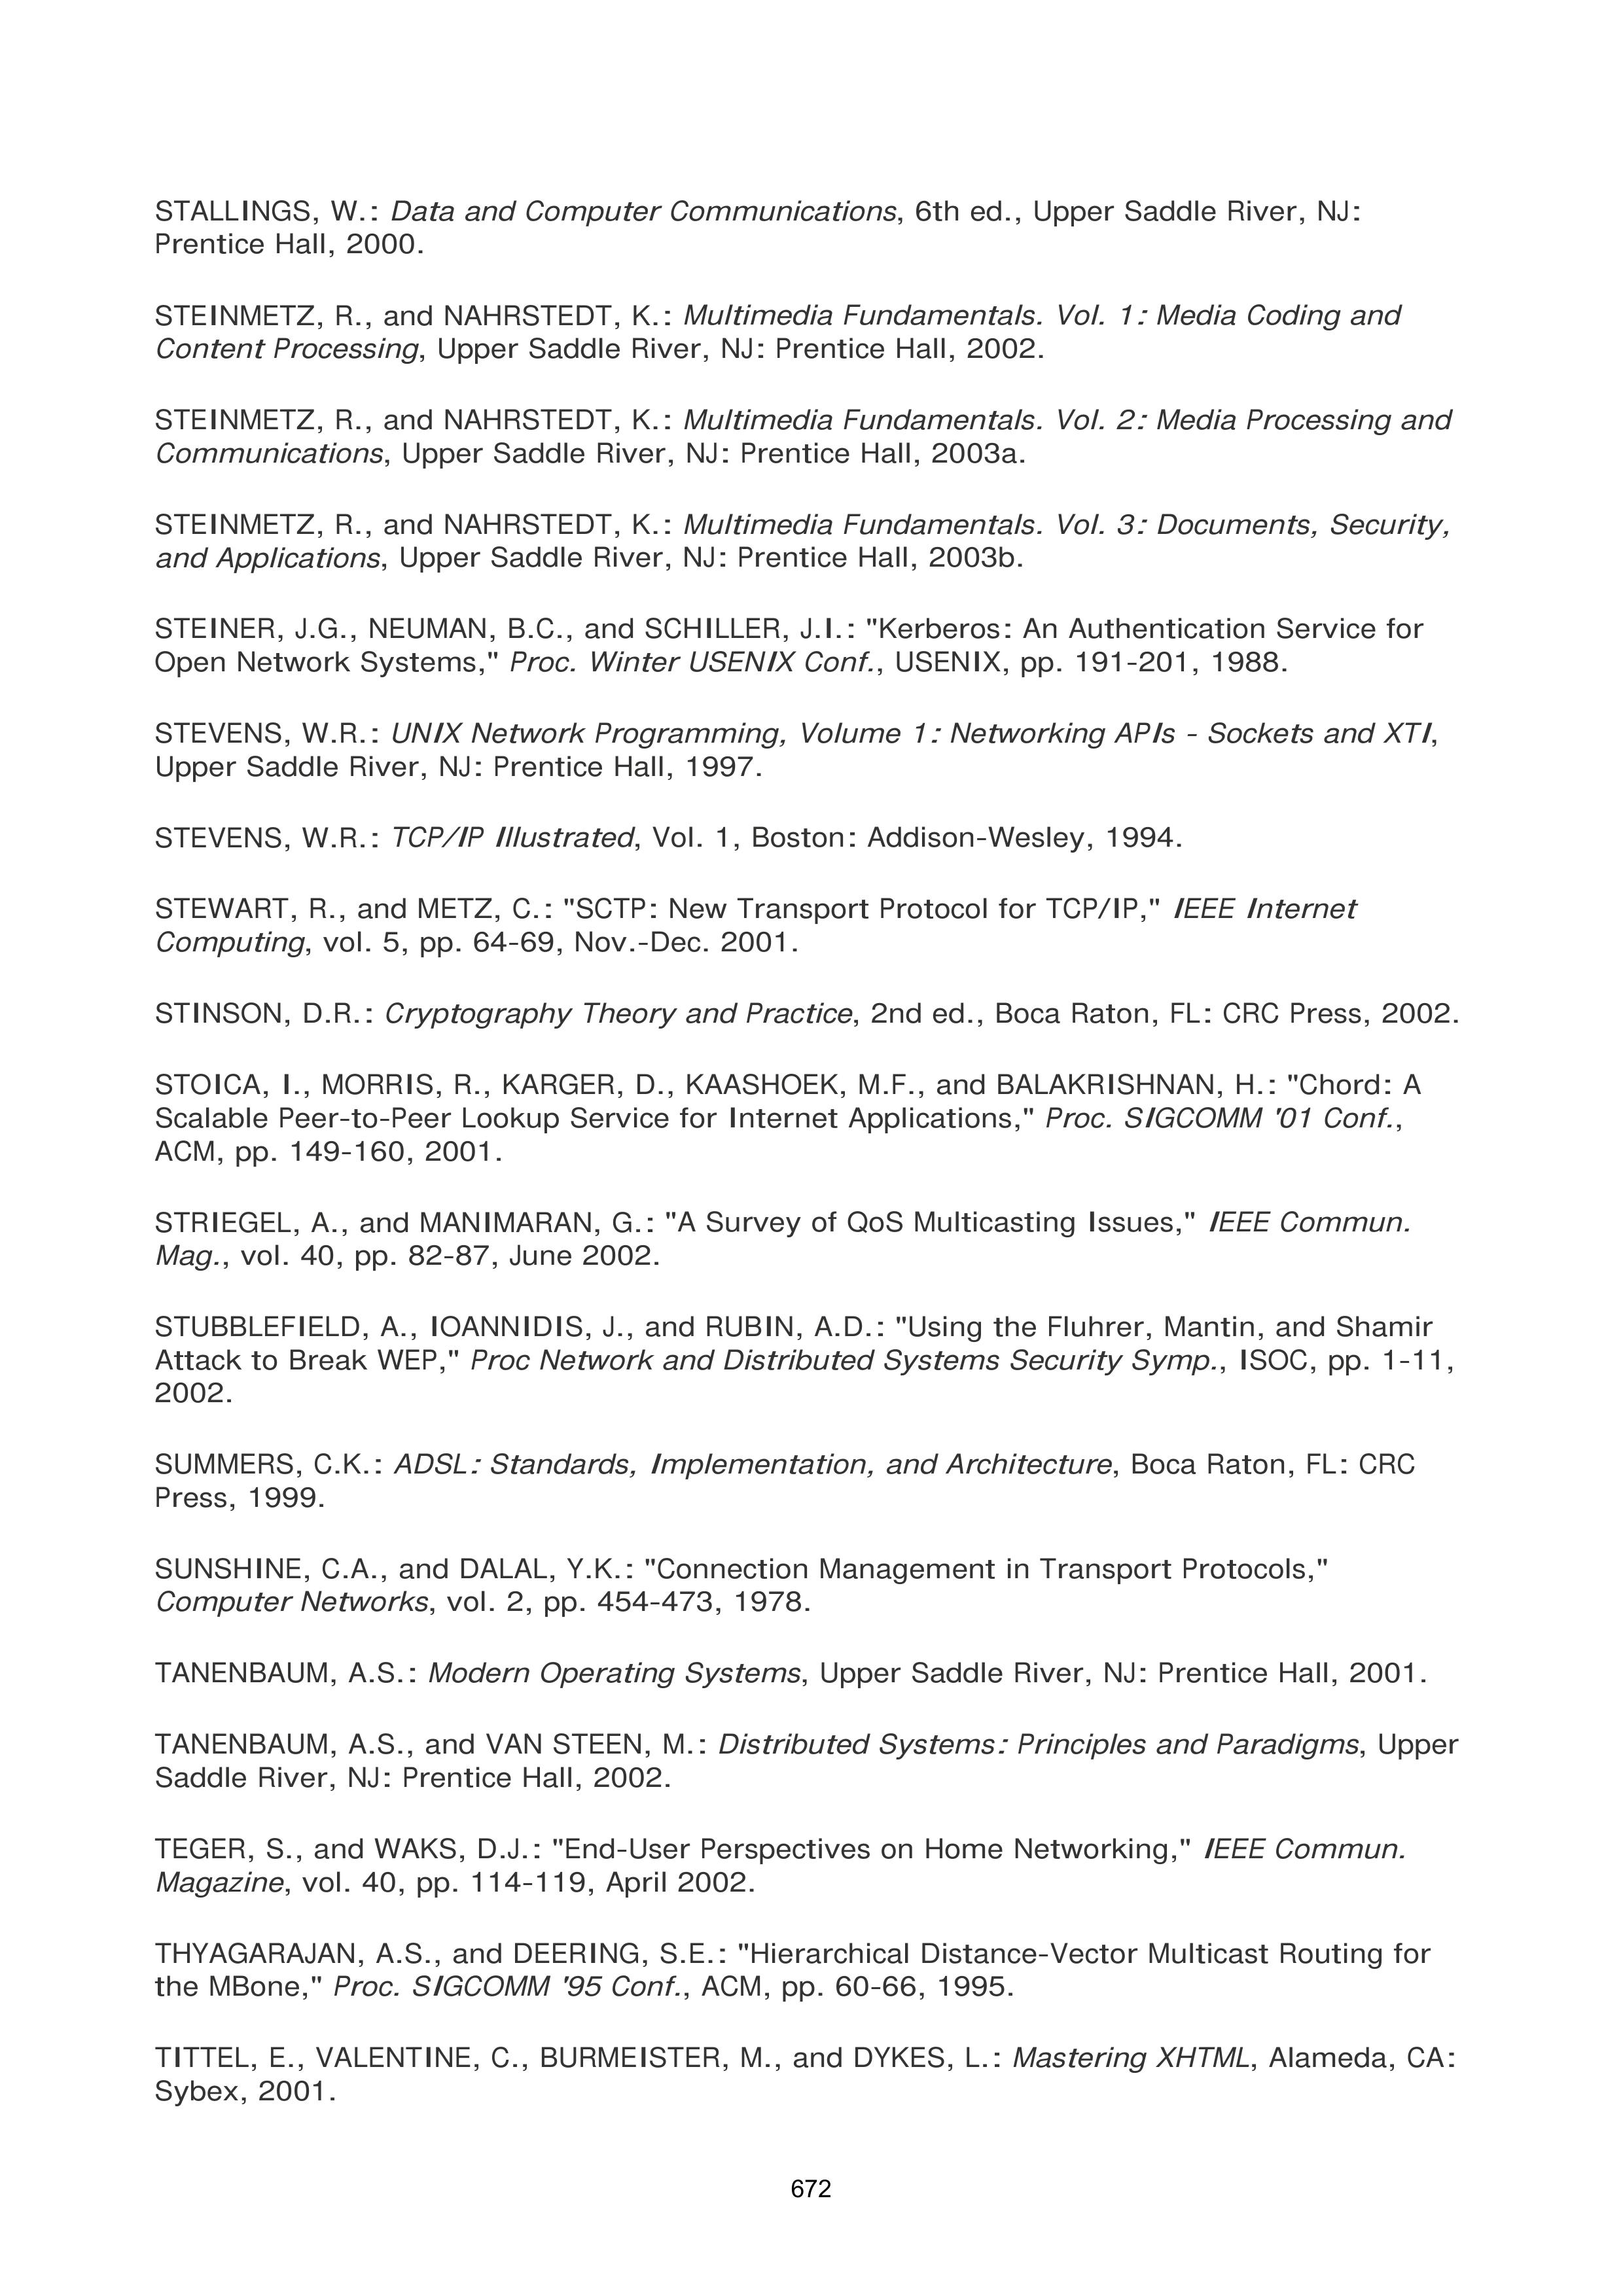 STALLINGS, W.: Data and Computer Communications, 6th ed., Upper Saddle River, NJ:
Prentice Hall, 2000.
STEINMETZ, R., and NAHRSTEDT, K.: Multimedia Fundamentals. Vol. 1: Media Coding and
Content Processing, Upper Saddle River, NJ: Prentice Hall, 2002.
STEINMETZ, R., and NAHRSTEDT, K.: Multimedia Fundamentals. Vol. 2: Media Processing and
Communications, Upper Saddle River, NJ: Prentice Hall, 2003a.
STEINMETZ, R., and NAHRSTEDT, K.: Multimedia Fundamentals. Vol. 3: Documents, Security,
and Applications, Upper Saddle River, NJ: Prentice Hall, 2003b.
STEINER, J.G., NEUMAN, B.C., and SCHILLER, J.I.: "Kerberos: An Authentication Service for
Open Network Systems," Proc. Winter USENIX Conf., USENIX, pp. 191-201, 1988.
STEVENS, W.R.: UNIX Network Programming, Volume 1: Networking APIs - Sockets and XTI,
Upper Saddle River, NJ: Prentice Hall, 1997.
STEVENS, W.R.: TCP/IP Illustrated, Vol. 1, Boston: Addison-Wesley, 1994.
STEWART, R., and METZ, C.: "SCTP: New Transport Protocol for TCP/IP," IEEE Internet
Computing, vol. 5, pp. 64-69, Nov.-Dec. 2001.
STINSON, D.R.: Cryptography Theory and Practice, 2nd ed., Boca Raton, FL: CRC Press, 2002.
STOICA, I., MORRIS, R., KARGER, D., KAASHOEK, M.F., and BALAKRISHNAN, H.: "Chord: A
Scalable Peer-to-Peer Lookup Service for Internet Applications," Proc. SIGCOMM '01 Conf.,
ACM, pp. 149-160, 2001.
STRIEGEL, A., and MANIMARAN, G.: "A Survey of QoS Multicasting Issues," IEEE Commun.
Mag., vol. 40, pp. 82-87, June 2002.
STUBBLEFIELD, A., IOANNIDIS, J., and RUBIN, A.D.: "Using the Fluhrer, Mantin, and Shamir
Attack to Break WEP," Proc Network and Distributed Systems Security Symp., ISOC, pp. 1-11,
2002.
SUMMERS, C.K.: ADSL: Standards, Implementation, and Architecture, Boca Raton, FL: CRC
Press, 1999.
SUNSHINE, C.A., and DALAL, Y.K.: "Connection Management in Transport Protocols,"
Computer Networks, vol. 2, pp. 454-473, 1978.
TANENBAUM, A.S.: Modern Operating Systems, Upper Saddle River, NJ: Prentice Hall, 2001.
TANENBAUM, A.S., and VAN STEEN, M.: Distributed Systems: Principles and Paradigms, Upper
Saddle River, NJ: Prentice Hall, 2002.
TEGER, S., and WAKS, D.J.: "End-User Perspectives on Home Networking," IEEE Commun.
Magazine, vol. 40, pp. 114-119, April 2002.
THYAGARAJAN, A.S., and DEERING, S.E.: "Hierarchical Distance-Vector Multicast Routing for
the MBone," Proc. SIGCOMM '95 Conf., ACM, pp. 60-66, 1995.
TITTEL, E., VALENTINE, C., BURMEISTER, M., and DYKES, L.: Mastering XHTML, Alameda, CA:
Sybex, 2001.
672